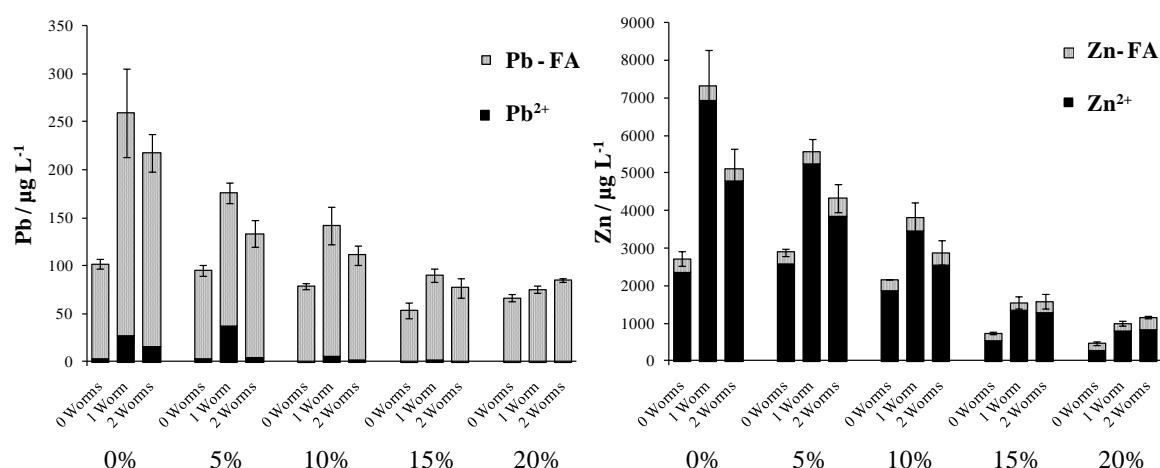 350
300
250
200
150
100
50
0
Pb / µg L-1
Pb - FA
Pb2+
0 Worms
1 Worm
2 Worms
0 Worms
1 Worm
2 Worms
0 Worms
1 Worm
2 Worms
0 Worms
1 Worm
2 Worms
0 Worms
1 Worm
2 Worms
0% 5% 10% 15% 20%
9000
8000
7000
6000
5000
4000
3000
2000
1000
0
Zn / µg L-1
Zn- FA
Zn2+
0 Worms
1 Worm
2 Worms
0 Worms
1 Worm
2 Worms
0 Worms
1 Worm
2 Worms
0 Worms
1 Worm
2 Worms
0 Worms
1 Worm
2 Worms
0% 5% 10% 15% 20%